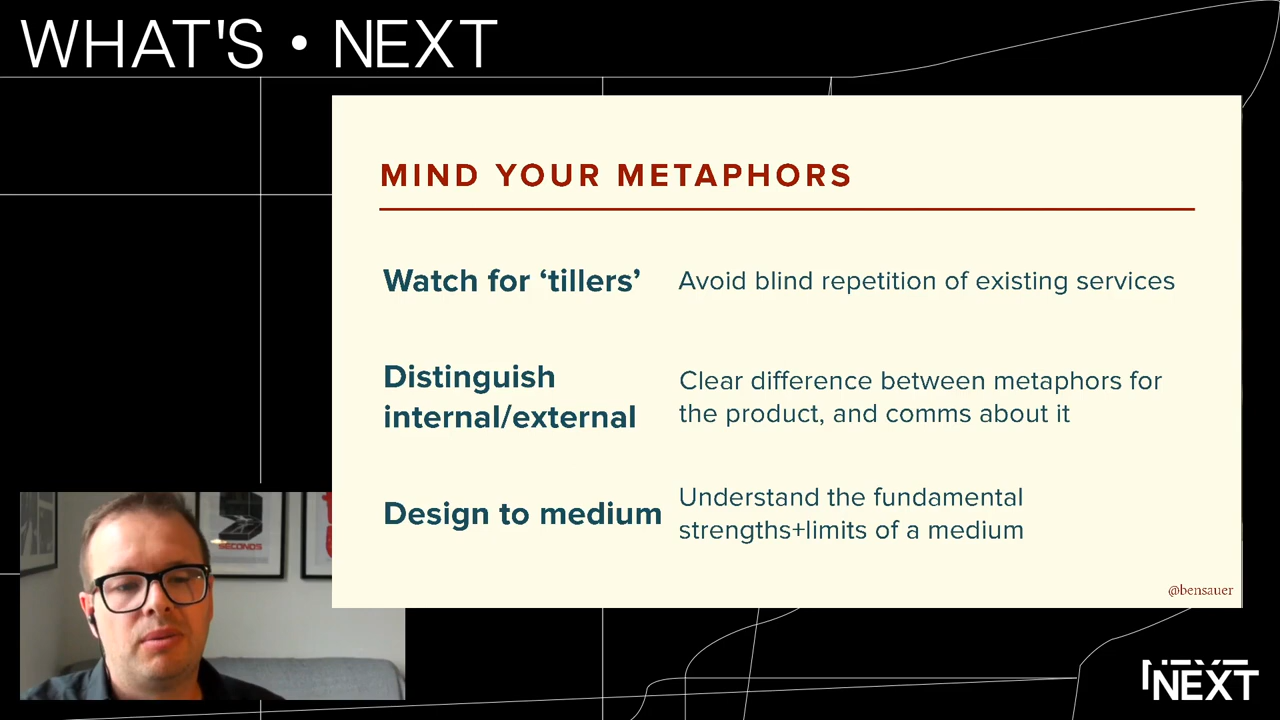 WHAT'S • NEXT
MIND YOUR METAPHORS
Watch for ‘tillers’
Avoid blind repetition of existing services
Distinguish
internal/external
Clear difference between metaphors for
the product, and comms about it
Design to medium
Understand the fundamental
strengths+limits of a medium
@bensauer
SECONDS
NEXT